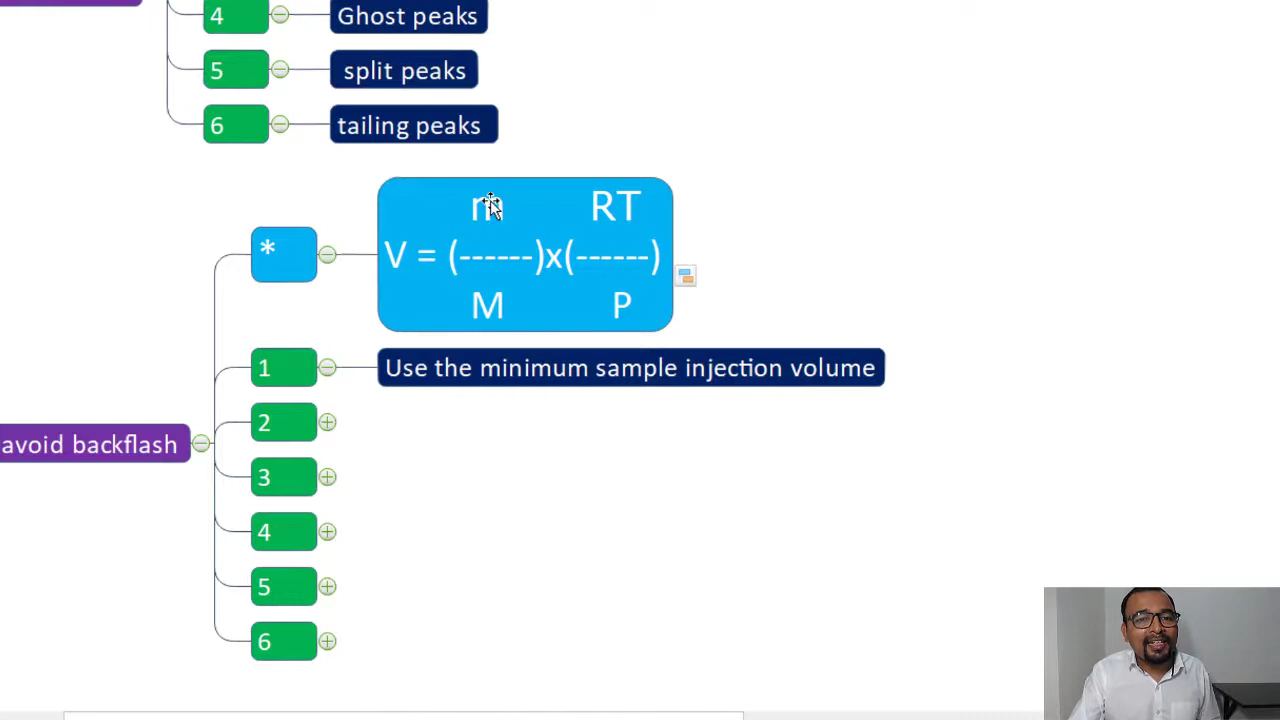 4
Ghost peaks
5
split peaks
6
tailing peaks
*
m RT
V = (------)x(------)
M P
1
Use the minimum sample injection volume
2
avoid backflash
3
4
5
6